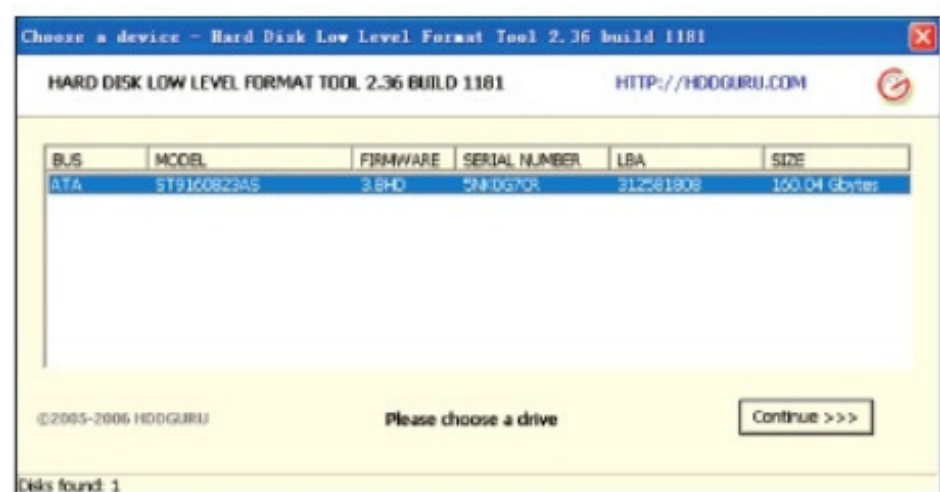 Choose a device - Hard Disk Low Level Format Tool 2.36 build 1181
HARD DISK LOW LEVEL FORMAT TOOL 2.36 BUILD 1181 HTTP://HDDGURU.COM
BUS MODEL FIRMWARE SERIAL NUMBER LBA SIZE
ATA ST9160823AS 3.BHD 312581808 160.04 Gbytes
©2005-2006 HDDGURU Please choose a drive Continue >>>
Disks found: 1